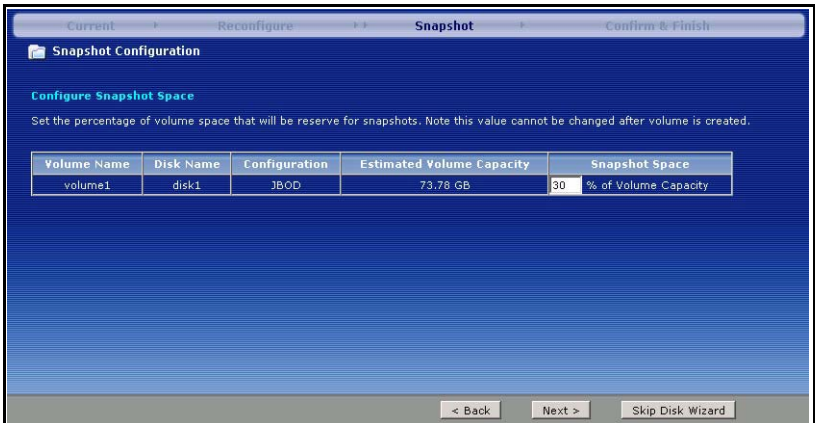 Current Reconfigure Snapshot Confirm & Finish
Snapshot Configuration
Configure Snapshot Space
Set the percentage of volume space that will be reserve for snapshots. Note this value cannot be changed after volume is created.
Volume Name Disk Name Configuration Estimated Volume Capacity Snapshot Space
volume1 disk1 JBOD 73.78 GB 30 % of Volume Capacity
< Back Next > Skip Disk Wizard